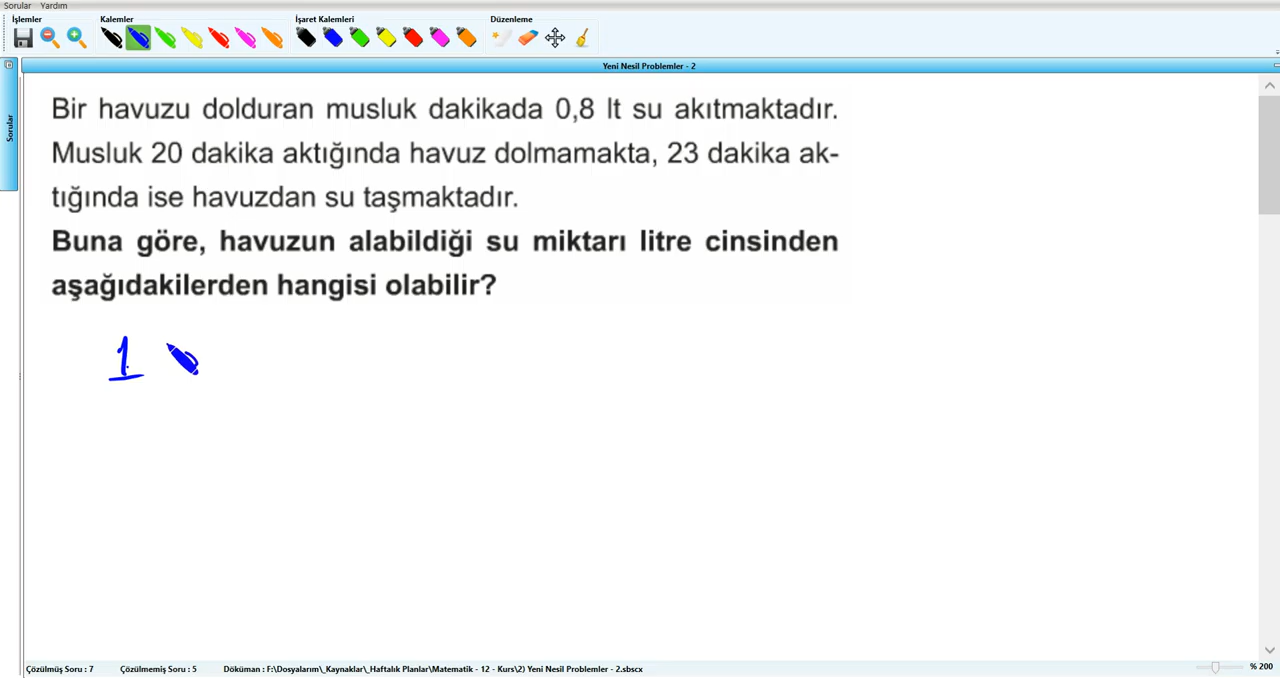 Sorular Yardım
İşlemler Kalemler İşaret Kalemleri Düzenleme
Yeni Nesil Problemler - 2
Sorular
Bir havuzu dolduran musluk dakikada 0,8 lt su akıtmaktadır.
Musluk 20 dakika aktığında havuz dolmamakta, 23 dakika ak-
tığında ise havuzdan su taşmaktadır.
Buna göre, havuzun alabildiği su miktarı litre cinsinden
aşağıdakilerden hangisi olabilir?
1
Çözülmüş Soru : 7 Çözülmemiş Soru : 5 Döküman : F:\Dosyalarım\_Kaynaklar\_Haftalık Planlar\Matematik - 12 - Kurs\2) Yeni Nesil Problemler - 2.sbscx % 200